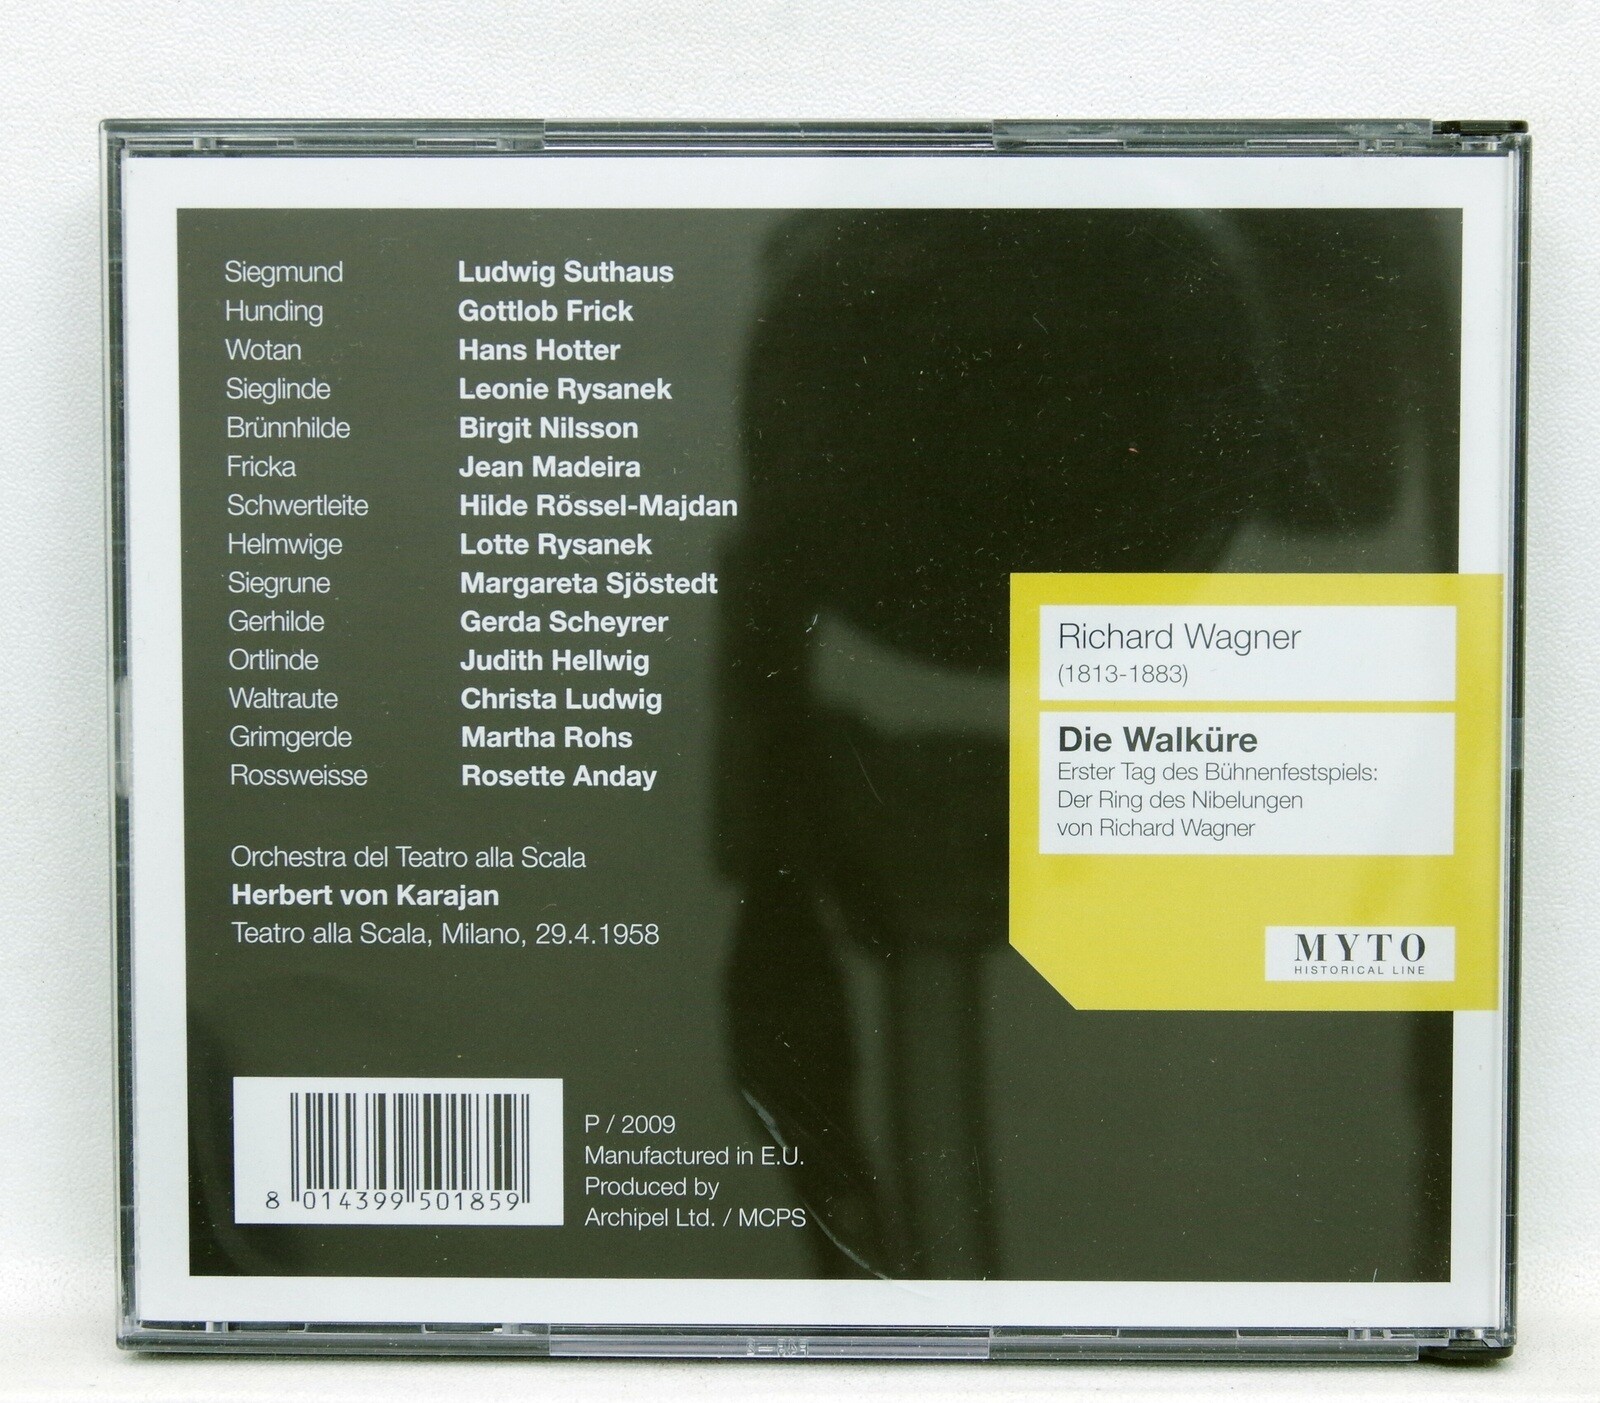 Siegmund Ludwig Suthaus
Hunding Gottlob Frick
Wotan Hans Hotter
Sieglinde Leonie Rysanek
Brünnhilde Birgit Nilsson
Fricka Jean Madeira
Schwertleite Hilde Rössel-Majdan
Helmwige Lotte Rysanek
Siegrune Margareta Sjöstedt
Gerhilde Gerda Scheyrer
Ortlinde Judith Hellwig
Waltraute Christa Ludwig
Grimgerde Martha Rohs
Rossweisse Rosette Anday
Orchestra del Teatro alla Scala
Herbert von Karajan
Teatro alla Scala, Milano, 29.4.1958
Richard Wagner
(1813-1883)
Die Walküre
Erster Tag des Bühnenfestspiels:
Der Ring des Nibelungen
von Richard Wagner
MYTO
HISTORICAL LINE
8 014399 501859
P / 2009
Manufactured in E.U.
Produced by
Archipel Ltd. / MCPS